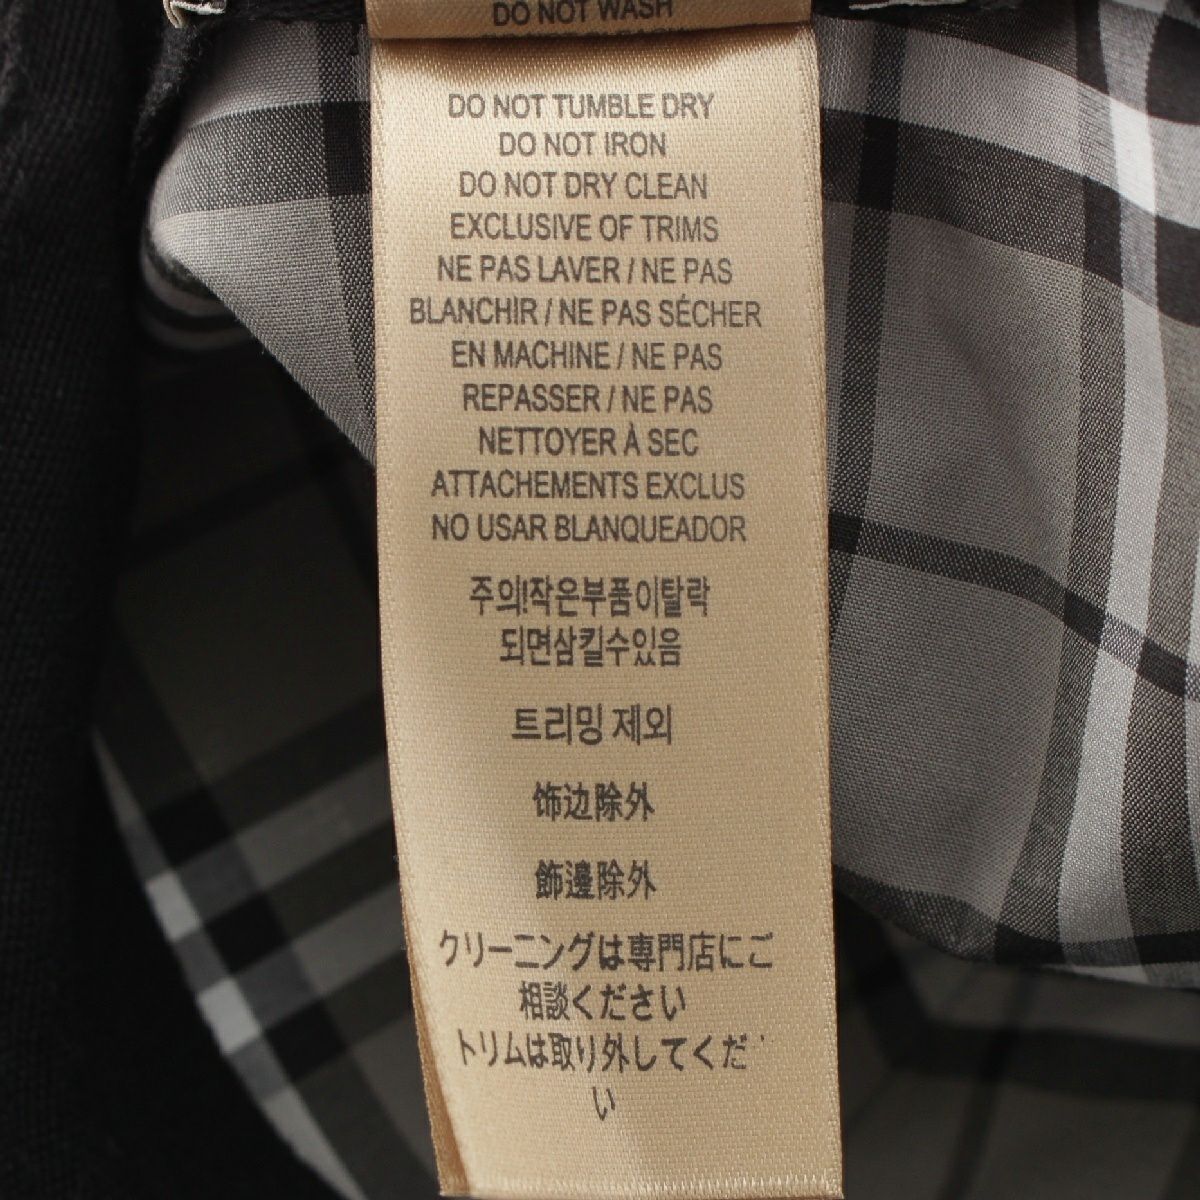 DO NOT WASH
DO NOT TUMBLE DRY
DO NOT IRON
DO NOT DRY CLEAN
EXCLUSIVE OF TRIMS
NE PAS LAVER / NE PAS
BLANCHIR / NE PAS SÉCHER
EN MACHINE / NE PAS
REPASSER / NE PAS
NETTOYER À SEC
ATTACHEMENTS EXCLUS
NO USAR BLANQUEADOR
주의!작은부품이탈락
되면삼킬수있음
트리밍 제외
饰边除外
飾邊除外
クリーニングは専門店にご
相談ください
トリムは取り外してくだ
い